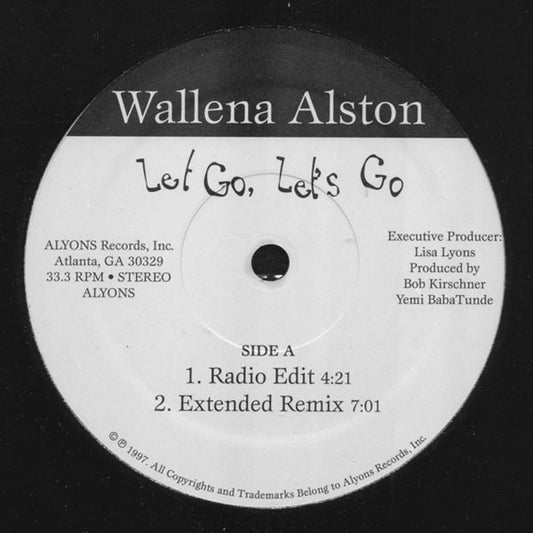 Wallena Alston
Let Go, Let's Go
ALYONS Records, Inc.
Atlanta, GA 30329
33.3 RPM • STEREO
ALYONS
Executive Producer:
Lisa Lyons
Produced by
Bob Kirschner
Yemi BabaTunde
SIDE A
1. Radio Edit 4:21
2. Extended Remix 7:01
© ℗ 1997. All Copyrights and Trademarks Belong to Alyons Records, Inc.